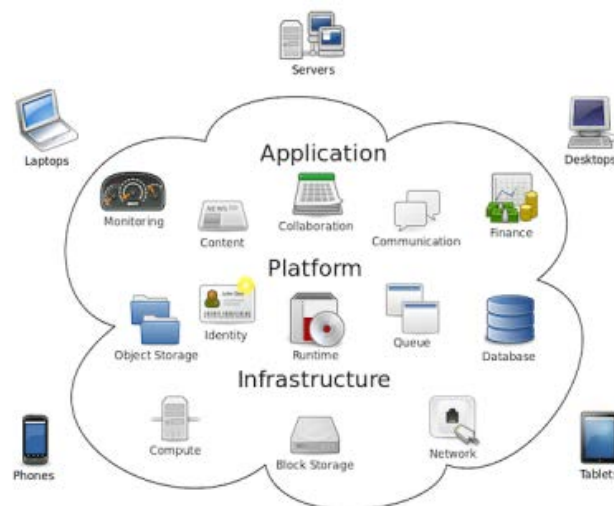 Servers
Laptops
Desktops
Application
Monitoring
Content
Collaboration
Communication
Finance
Platform
Object Storage
Identity
Runtime
Queue
Database
Infrastructure
Compute
Block Storage
Network
Phones
Tablets